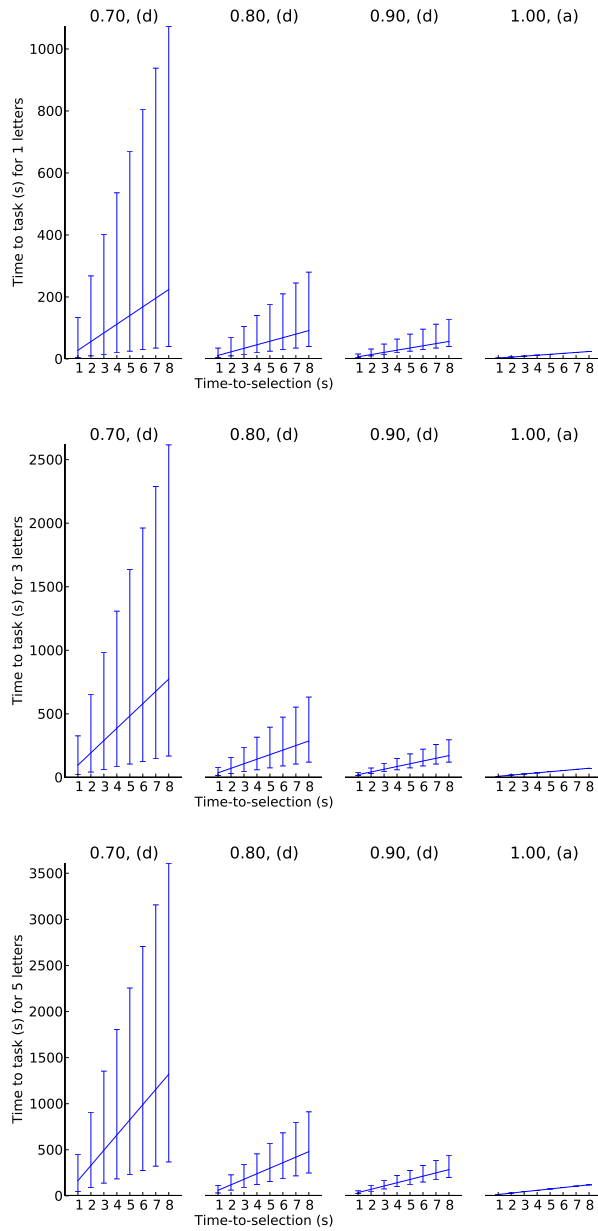 0.70, (d) 0.80, (d) 0.90, (d) 1.00, (a)
Time to task (s) for 1 letters
1000
800
600
400
200
0
1 2 3 4 5 6 7 8 1 2 3 4 5 6 7 8 1 2 3 4 5 6 7 8 1 2 3 4 5 6 7 8
Time-to-selection (s)
0.70, (d) 0.80, (d) 0.90, (d) 1.00, (a)
Time to task (s) for 3 letters
2500
2000
1500
1000
500
0
1 2 3 4 5 6 7 8 1 2 3 4 5 6 7 8 1 2 3 4 5 6 7 8 1 2 3 4 5 6 7 8
Time-to-selection (s)
0.70, (d) 0.80, (d) 0.90, (d) 1.00, (a)
Time to task (s) for 5 letters
3500
3000
2500
2000
1500
1000
500
0
1 2 3 4 5 6 7 8 1 2 3 4 5 6 7 8 1 2 3 4 5 6 7 8 1 2 3 4 5 6 7 8
Time-to-selection (s)